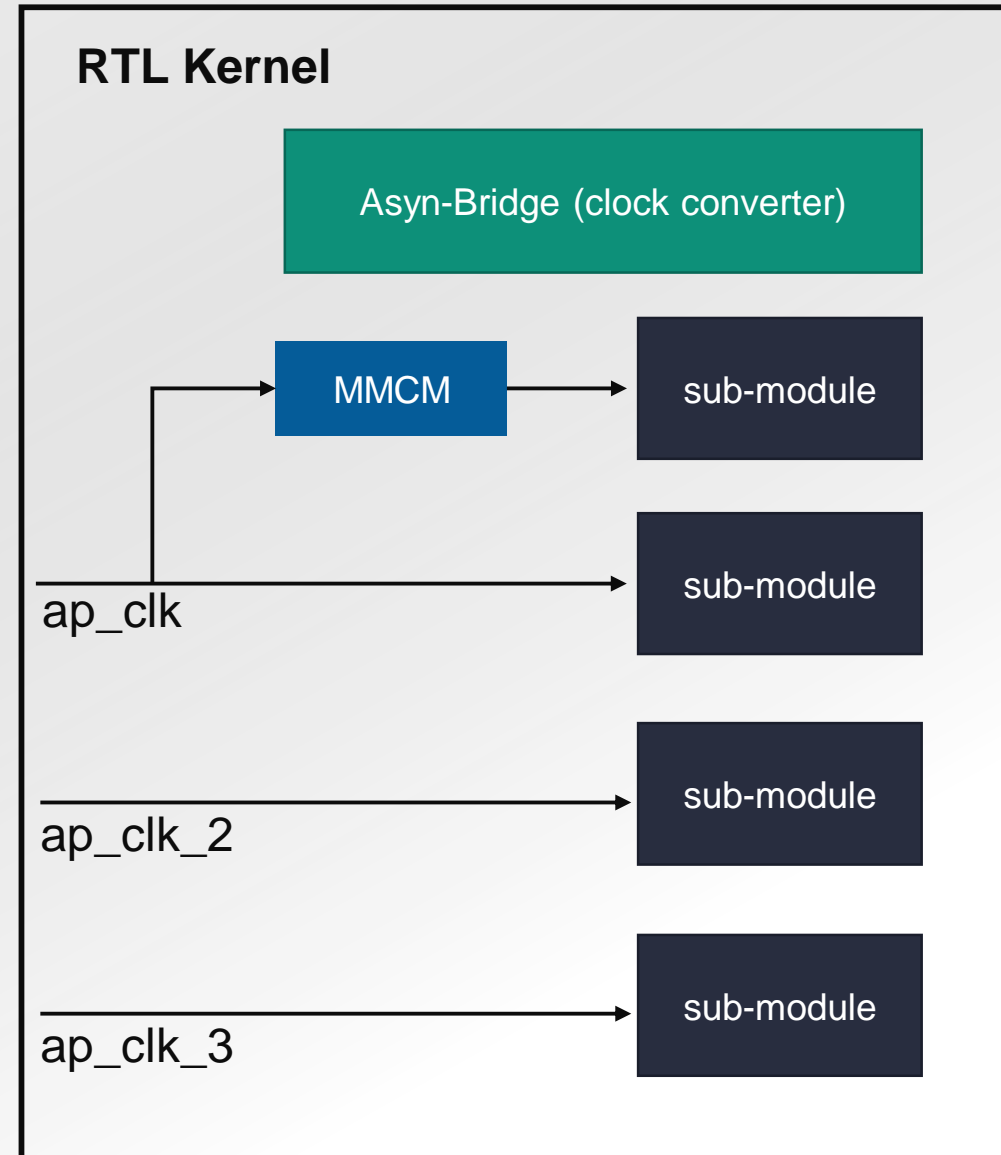 RTL Kernel
Asyn-Bridge (clock converter)
MMCM
sub-module
sub-module
ap_clk
sub-module
ap_clk_2
sub-module
ap_clk_3